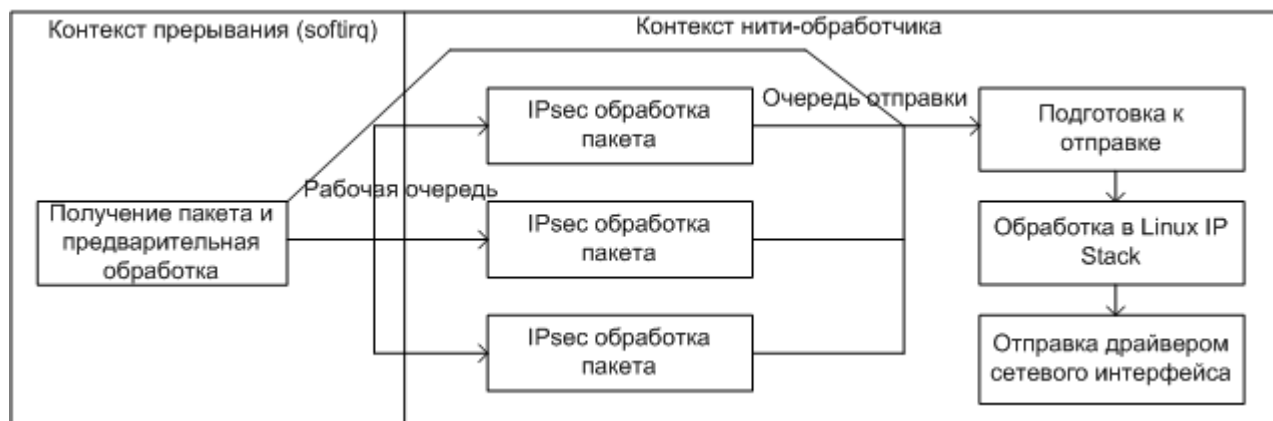 Контекст прерывания (softirq)
Контекст нити-обработчика
Получение пакета и
предварительная
обработка
Рабочая очередь
IPsec обработка
пакета
IPsec обработка
пакета
IPsec обработка
пакета
Очередь отправки
Подготовка к
отправке
Обработка в Linux IP
Stack
Отправка драйвером
сетевого интерфейса